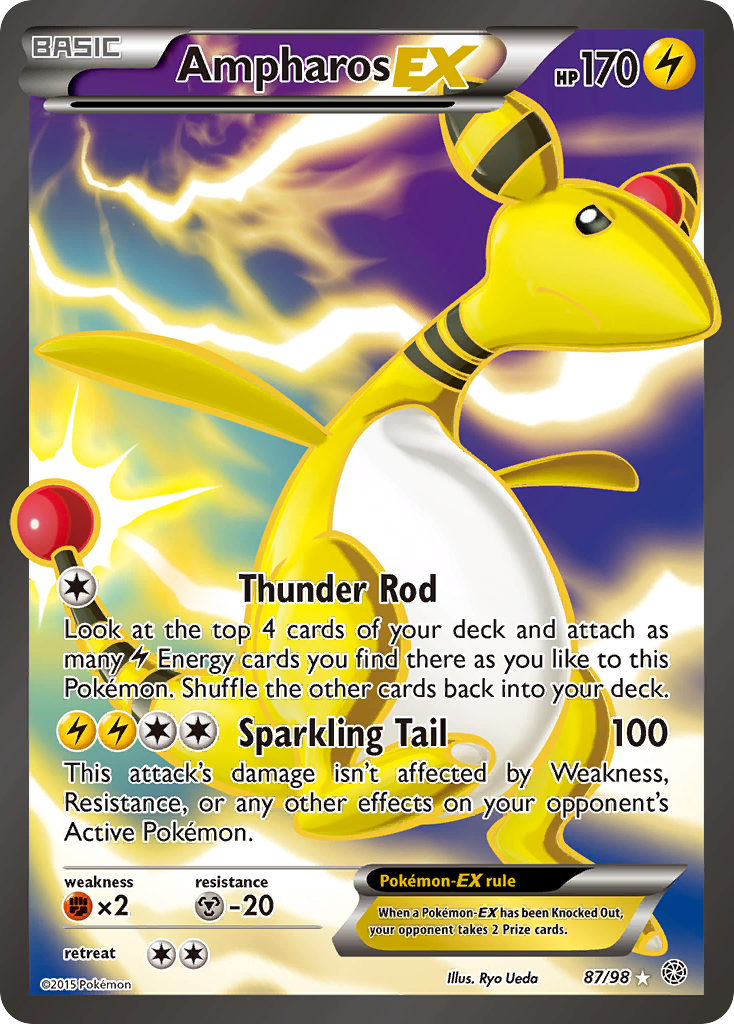 BASIC
Ampharos EX
HP 170
Thunder Rod
Look at the top 4 cards of your deck and attach as
many Energy cards you find there as you like to this
Pokémon. Shuffle the other cards back into your deck.
Sparkling Tail 100
This attack's damage isn't affected by Weakness,
Resistance, or any other effects on your opponent's
Active Pokémon.
weakness resistance
×2 -20
retreat
Pokémon-EX rule
When a Pokémon-EX has been Knocked Out,
your opponent takes 2 Prize cards.
©2015 Pokémon
Illus. Ryo Ueda
87/98